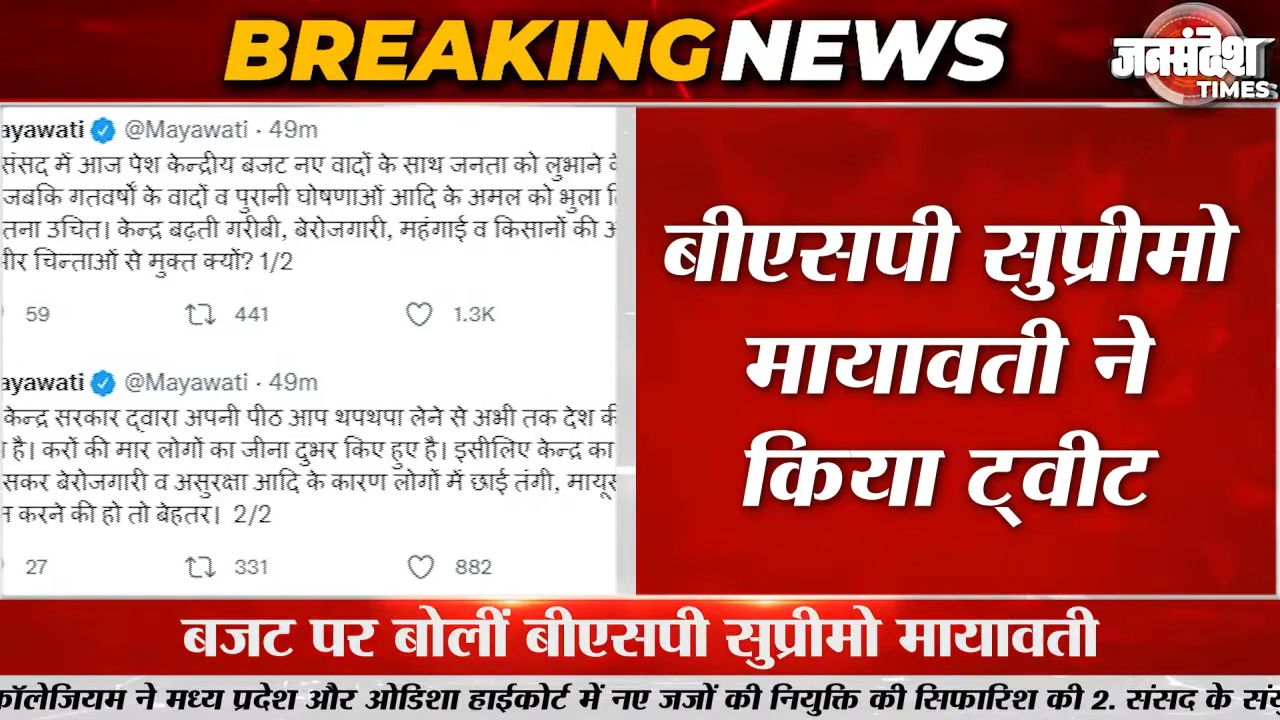 BREAKING NEWS
जनसंदेश
TIMES
ayawati @Mayawati · 49m
संसद में आज पेश केन्द्रीय बजट नए वादों के साथ जनता को लुभाने
जबकि गतवर्षों के वादों व पुरानी घोषणाओं आदि के अमल को भुला
तना उचित। केन्द्र बढ़ती गरीबी, बेरोजगारी, महंगाई व किसानों की
भीर चिन्ताओं से मुक्त क्यों? 1/2
59 441 1.3K
ayawati @Mayawati · 49m
केन्द्र सरकार द्वारा अपनी पीठ आप थपथपा लेने से अभी तक देश की
है। करों की मार लोगों का जीना दुभर किए हुए है। इसीलिए केन्द्र का
सकर बेरोजगारी व असुरक्षा आदि के कारण लोगों में छाई तंगी, मायूस
न करने की हो तो बेहतर। 2/2
27 331 882
बीएसपी सुप्रीमो
मायावती ने
किया ट्वीट
बजट पर बोलीं बीएसपी सुप्रीमो मायावती
कॉलेजियम ने मध्य प्रदेश और ओडिशा हाईकोर्ट में नए जजों की नियुक्ति की सिफारिश की 2. संसद के संयु